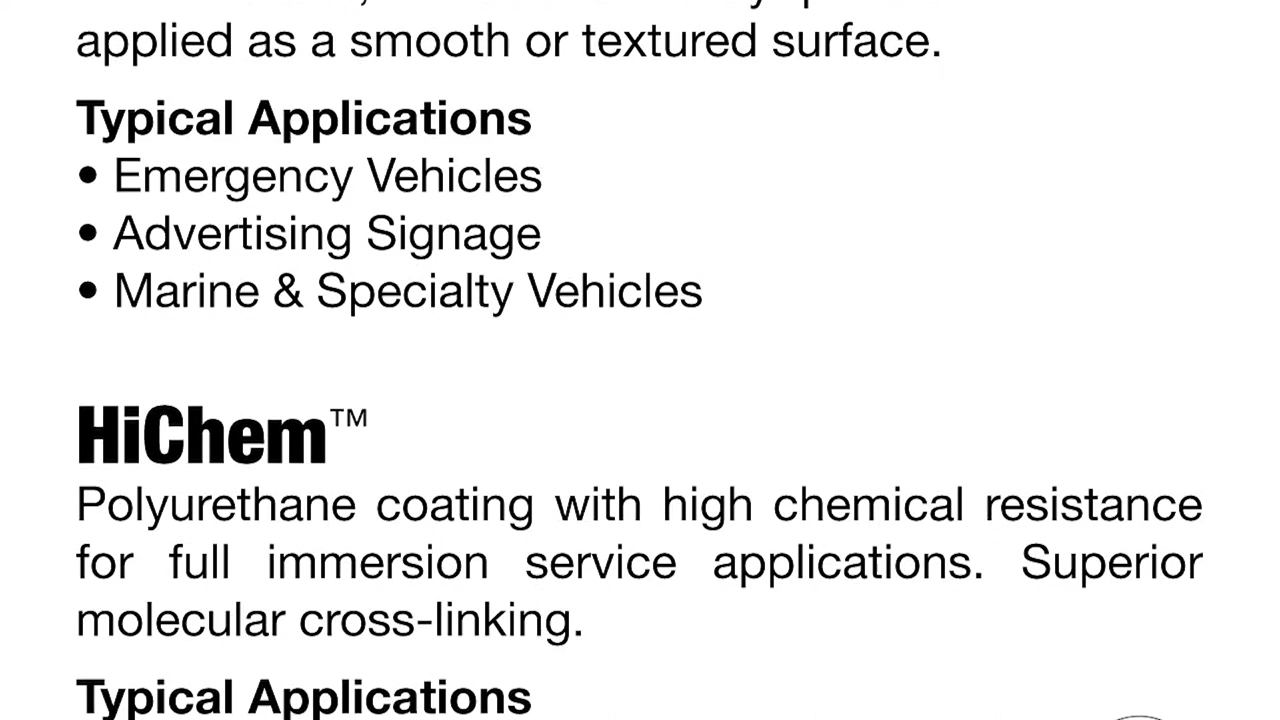 applied as a smooth or textured surface.
Typical Applications
• Emergency Vehicles
• Advertising Signage
• Marine & Specialty Vehicles
HiChem™
Polyurethane coating with high chemical resistance
for full immersion service applications. Superior
molecular cross-linking.
Typical Applications